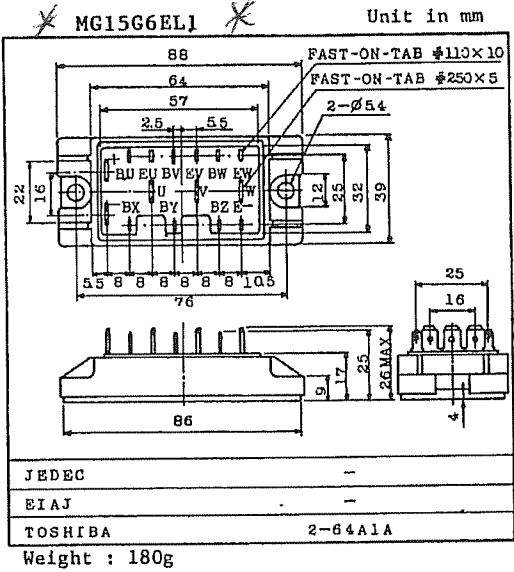 MG15G6EL1
Unit in mm
88
FAST-ON-TAB #110×10
64
FAST-ON-TAB #250×5
57
2.5 5.5
2-Ø5.4
+
BU EU BV EV BW EW
22 16 U V W 12 25 32 39
− BX BY BZ E−
5.5 8 8 8 8 8 8 10.5
76
25
16
9 17 25 26MAX
4
86
JEDEC —
EIAJ —
TOSHIBA 2-64A1A
Weight : 180g